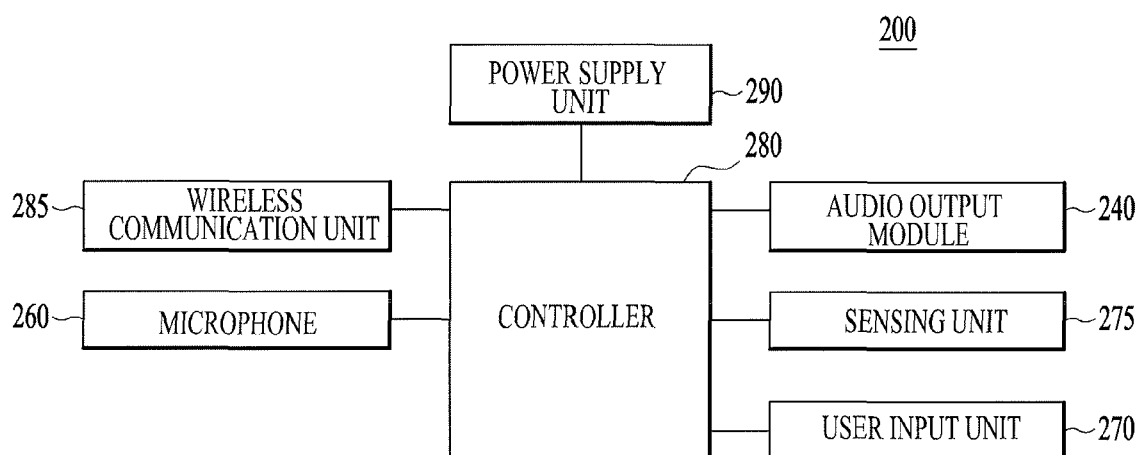 200
POWER SUPPLY
UNIT
290
280
285
WIRELESS
COMMUNICATION UNIT
AUDIO OUTPUT
MODULE
240
260
MICROPHONE
CONTROLLER
SENSING UNIT
275
USER INPUT UNIT
270